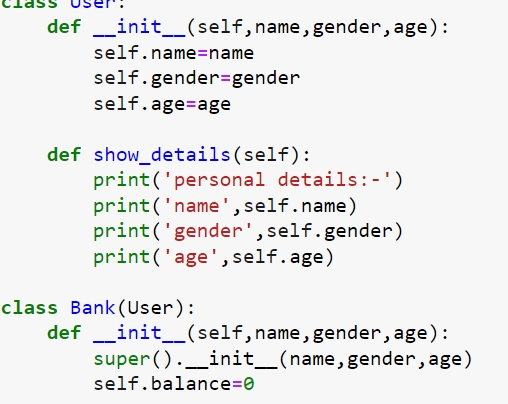 class User:
    def __init__(self,name,gender,age):
        self.name=name
        self.gender=gender
        self.age=age

    def show_details(self):
        print('personal details:-')
        print('name',self.name)
        print('gender',self.gender)
        print('age',self.age)

class Bank(User):
    def __init__(self,name,gender,age):
        super().__init__(name,gender,age)
        self.balance=0